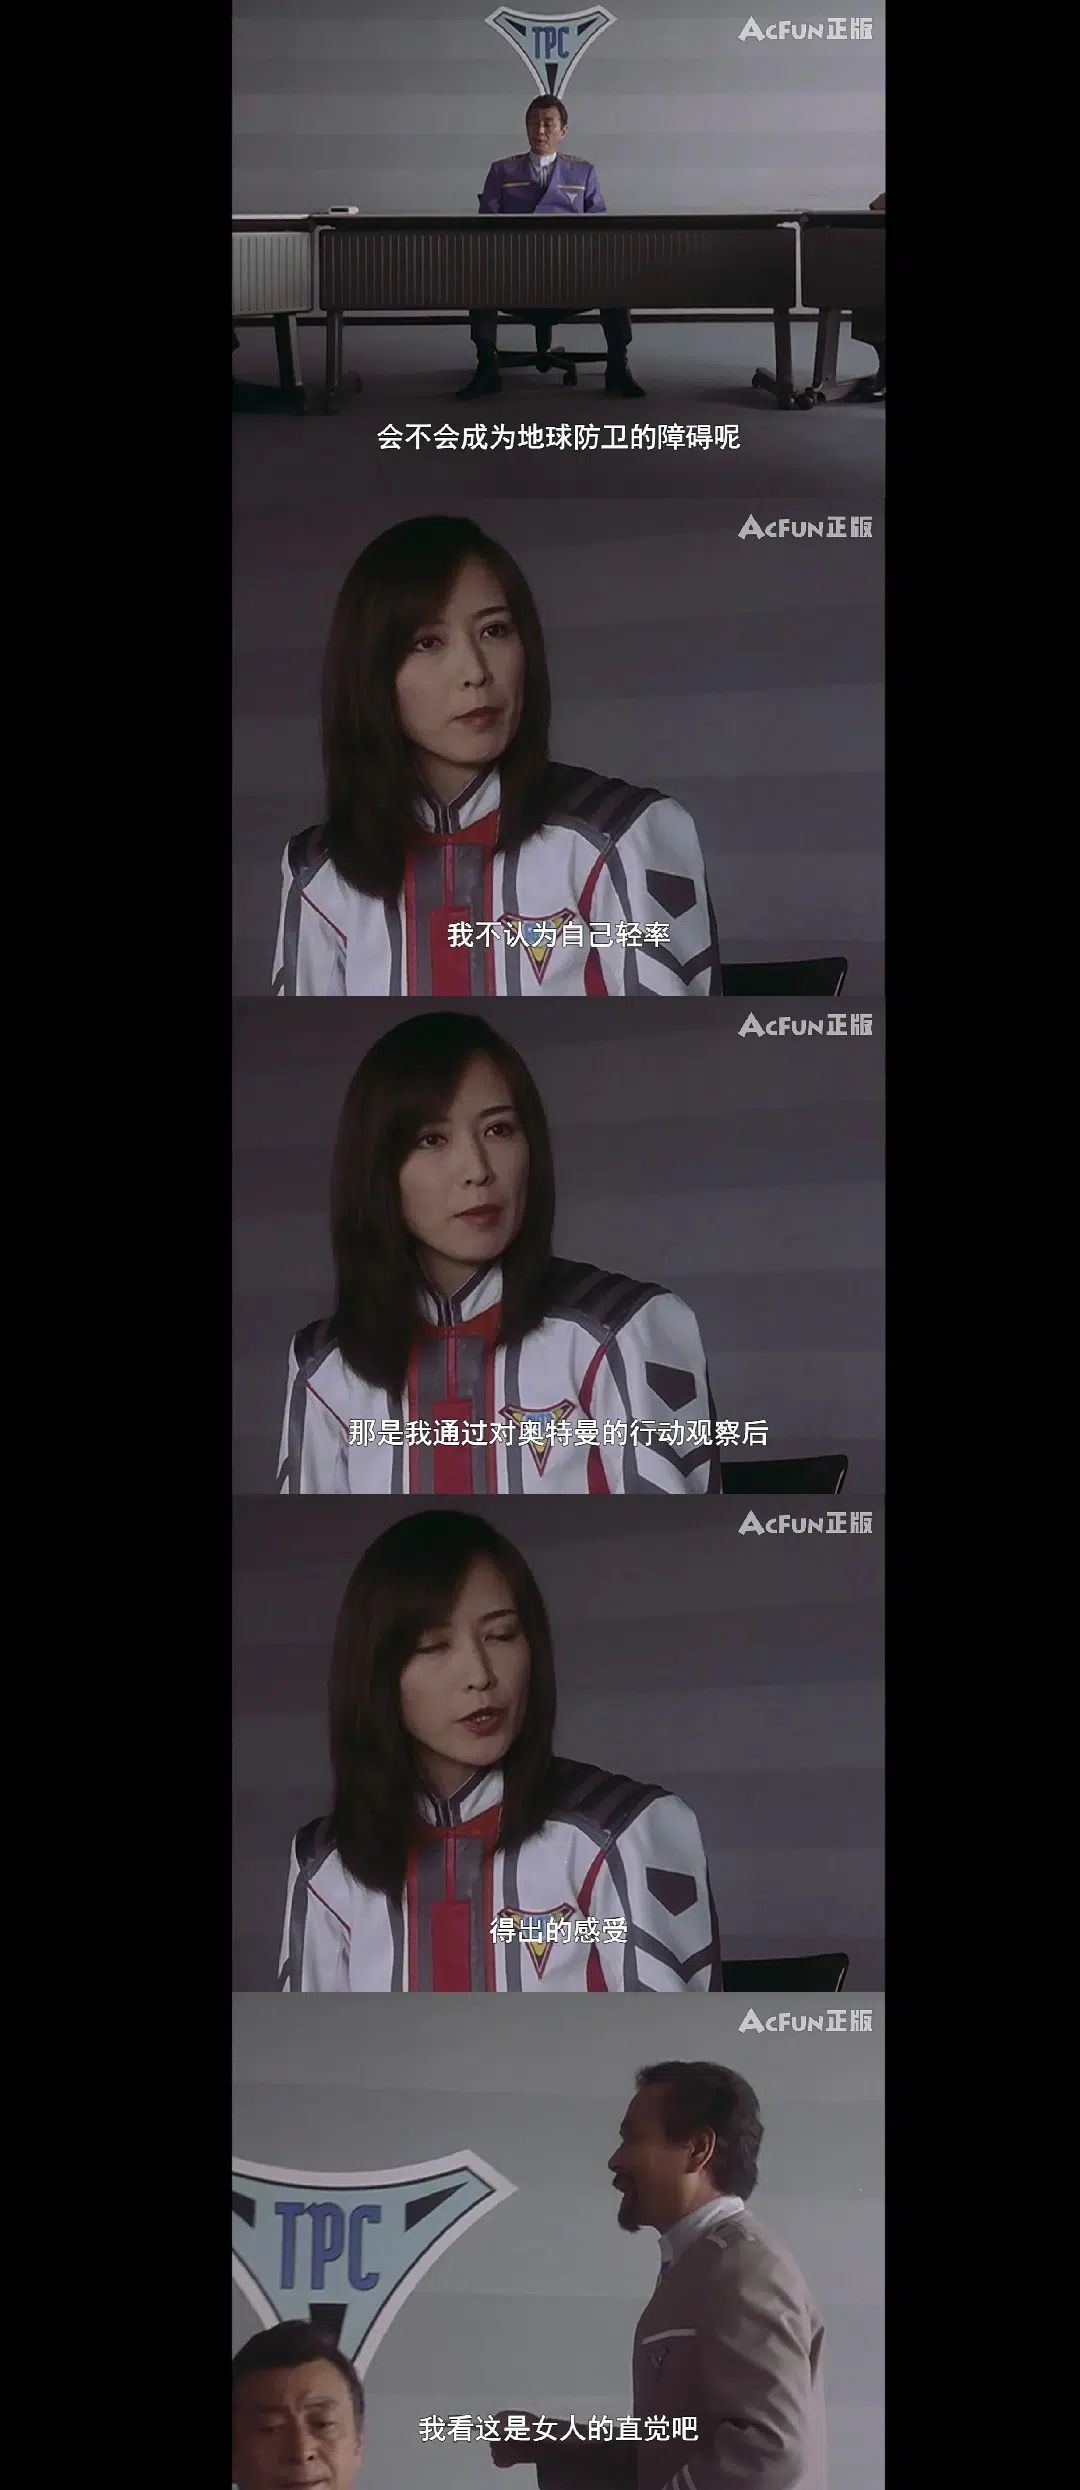 TPC
ACFUN正版
会不会成为地球防卫的障碍呢
ACFUN正版
我不认为自己轻率
ACFUN正版
那是我通过对奥特曼的行动观察后
ACFUN正版
得出的感受
ACFUN正版
TPC
我看这是女人的直觉吧